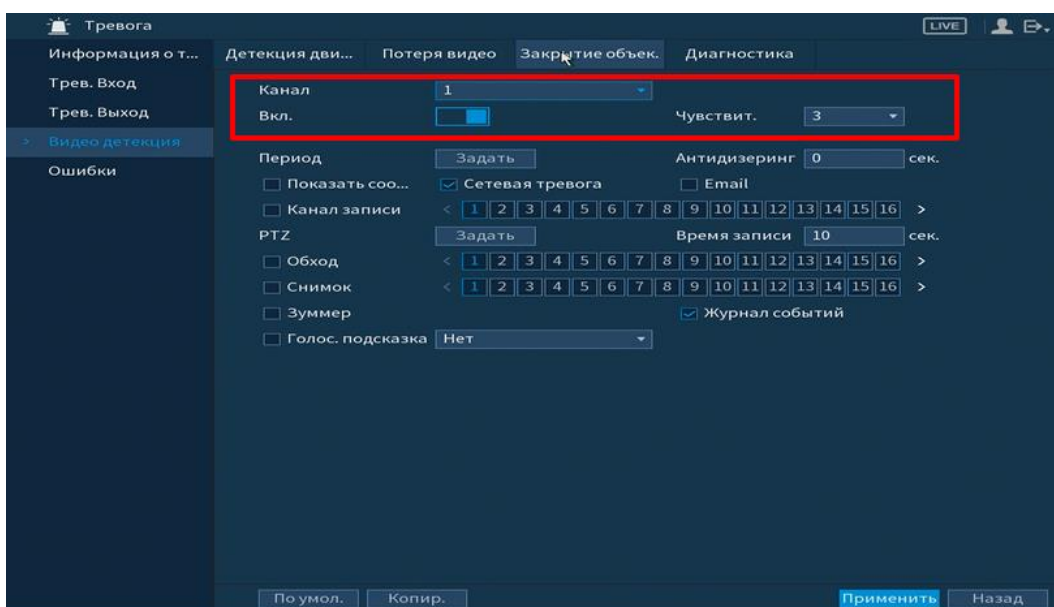 Тревога LIVE
Информация о т... Детекция дви... Потеря видео Закрытие объек. Диагностика
Трев. Вход
Трев. Выход
> Видео детекция
Ошибки
Канал 1
Вкл. Чувствит. 3
Период Задать Антидизеринг 0 сек.
Показать соо... Сетевая тревога Email
Канал записи < 1 2 3 4 5 6 7 8 9 10 11 12 13 14 15 16 >
PTZ Задать Время записи 10 сек.
Обход < 1 2 3 4 5 6 7 8 9 10 11 12 13 14 15 16 >
Снимок < 1 2 3 4 5 6 7 8 9 10 11 12 13 14 15 16 >
Зуммер Журнал событий
Голос. подсказка Нет
По умол. Копир. Применить Назад